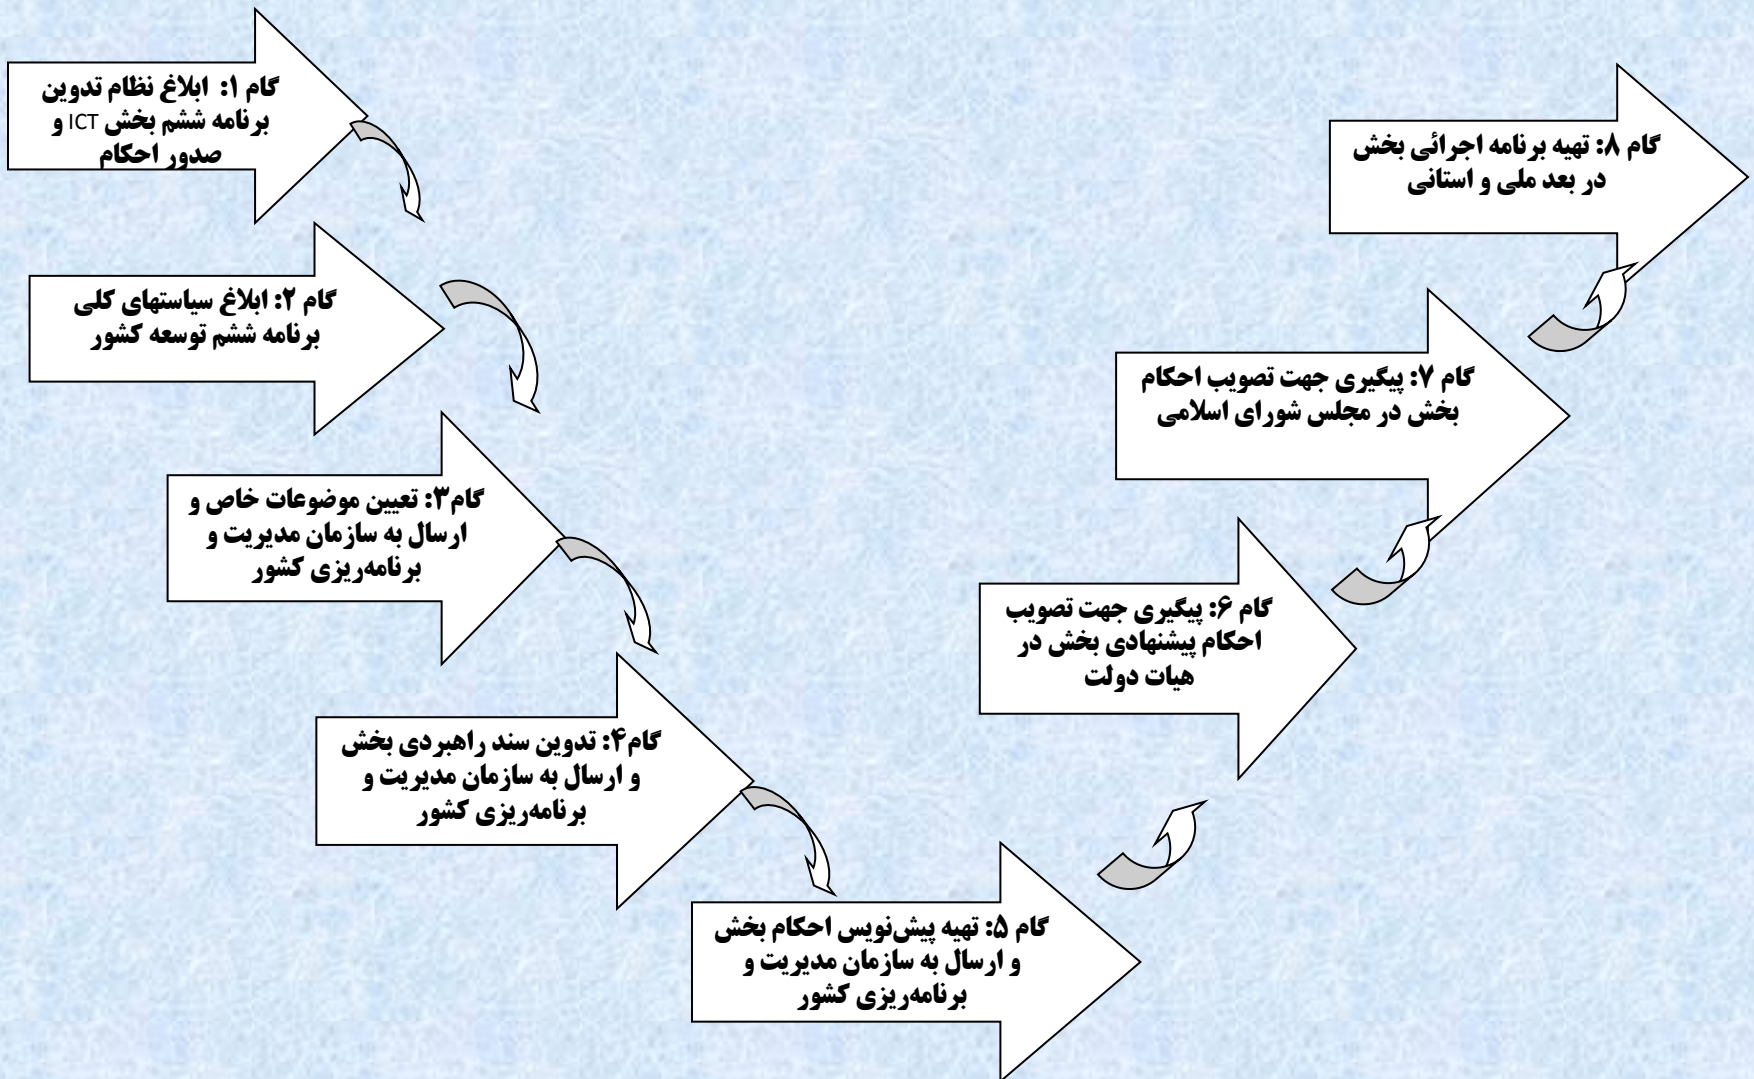 گام ۱: ابلاغ نظام تدوین
برنامه ششم بخش ICT و
صدور احکام
گام ۲: ابلاغ سیاستهای کلی
برنامه ششم توسعه کشور
گام۳: تعیین موضوعات خاص و
ارسال به سازمان مدیریت و
برنامه‌ریزی کشور
گام۴: تدوین سند راهبردی بخش
و ارسال به سازمان مدیریت و
برنامه‌ریزی کشور
گام ۵: تهیه پیش‌نویس احکام بخش
و ارسال به سازمان مدیریت و
برنامه‌ریزی کشور
گام ۶: پیگیری جهت تصویب
احکام پیشنهادی بخش در
هیات دولت
گام ۷: پیگیری جهت تصویب احکام
بخش در مجلس شورای اسلامی
گام ۸: تهیه برنامه اجرائی بخش
در بعد ملی و استانی